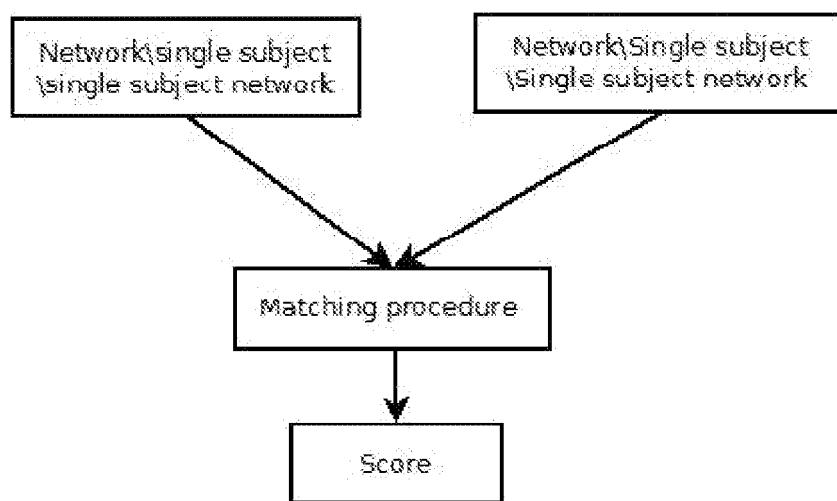 Network\single subject
\single subject network
Network\Single subject
\Single subject network
Matching procedure
Score